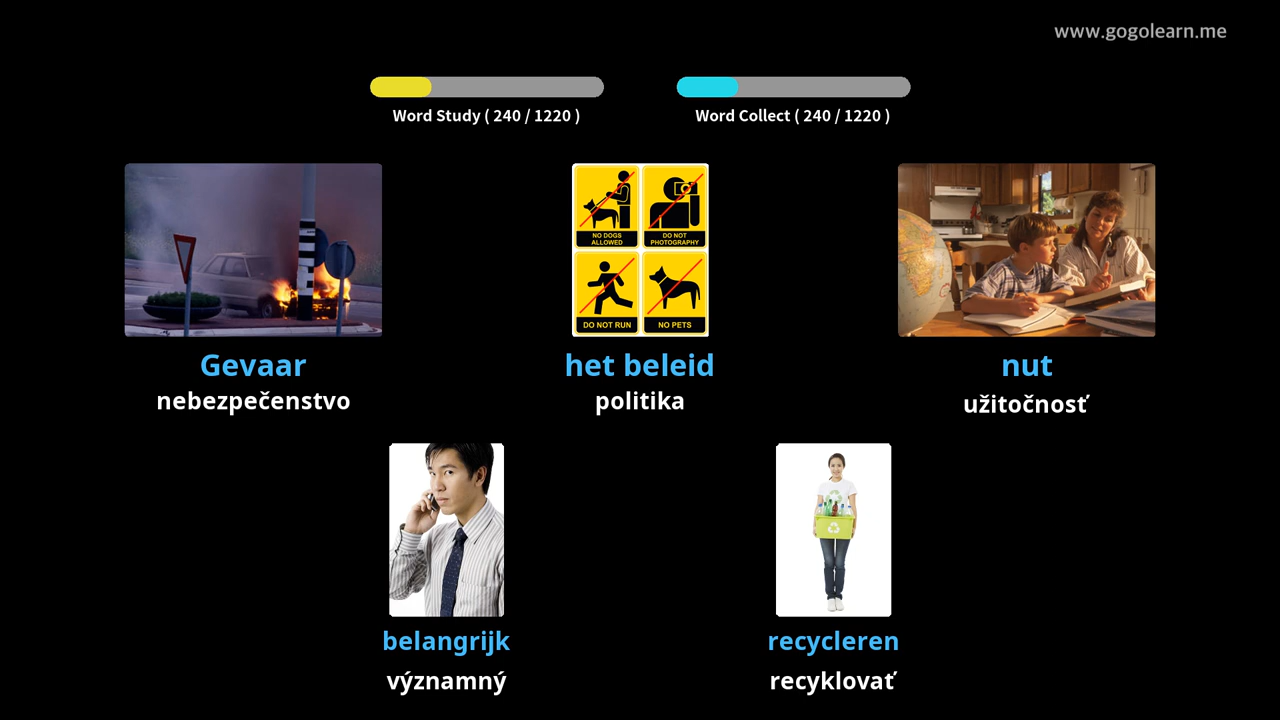 www.gogolearn.me
Word Study ( 240 / 1220 )
Word Collect ( 240 / 1220 )
NO DOGS
ALLOWED
DO NOT
PHOTOGRAPHY
DO NOT RUN
NO PETS
Gevaar
nebezpečenstvo
het beleid
politika
nut
užitočnosť
belangrijk
významný
recycleren
recyklovať